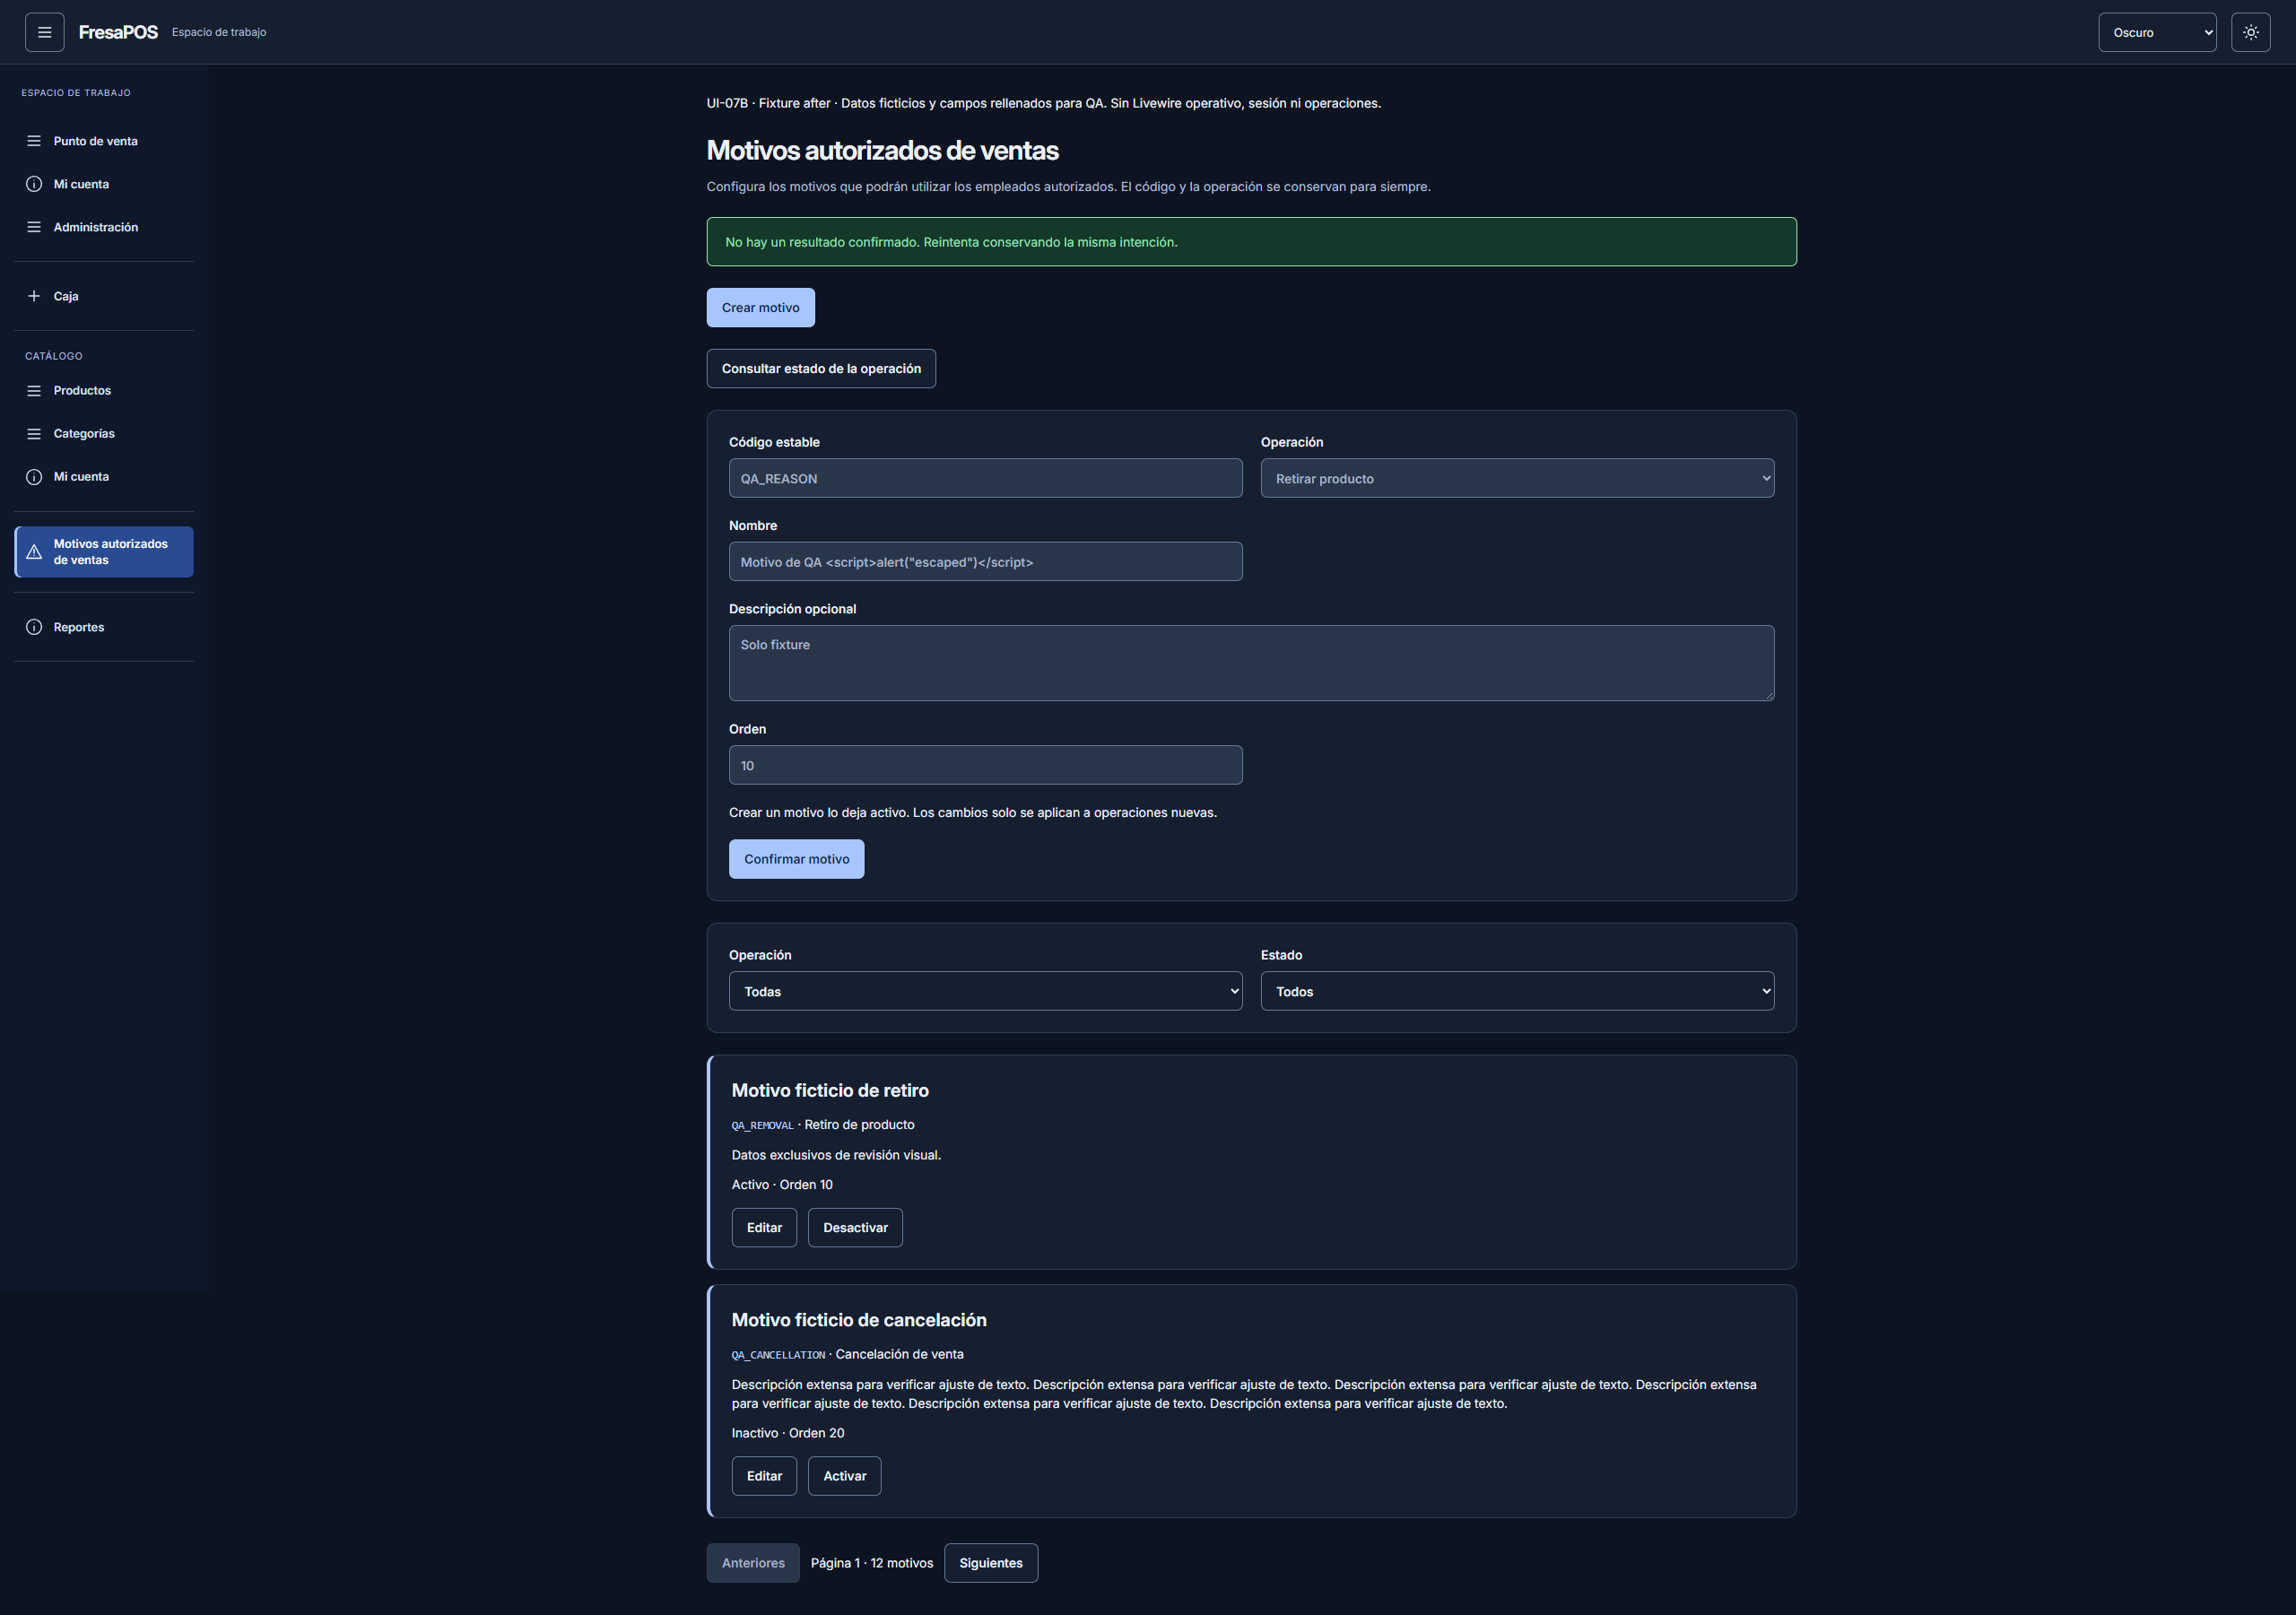 FresaPOS
Espacio de trabajo
Oscuro
ESPACIO DE TRABAJO
Punto de venta
Mi cuenta
Administración
Caja
CATÁLOGO
Productos
Categorías
Mi cuenta
Motivos autorizados
de ventas
Reportes
UI-07B · Fixture after · Datos ficticios y campos rellenados para QA. Sin Livewire operativo, sesión ni operaciones.
Motivos autorizados de ventas
Configura los motivos que podrán utilizar los empleados autorizados. El código y la operación se conservan para siempre.
No hay un resultado confirmado. Reintenta conservando la misma intención.
Crear motivo
Consultar estado de la operación
Código estable
QA_REASON
Operación
Retirar producto
Nombre
Motivo de QA <script>alert("escaped")</script>
Descripción opcional
Solo fixture
Orden
10
Crear un motivo lo deja activo. Los cambios solo se aplican a operaciones nuevas.
Confirmar motivo
Operación
Todas
Estado
Todos
Motivo ficticio de retiro
QA_REMOVAL · Retiro de producto
Datos exclusivos de revisión visual.
Activo · Orden 10
Editar
Desactivar
Motivo ficticio de cancelación
QA_CANCELLATION · Cancelación de venta
Descripción extensa para verificar ajuste de texto. Descripción extensa para verificar ajuste de texto. Descripción extensa para verificar ajuste de texto. Descripción extensa
para verificar ajuste de texto. Descripción extensa para verificar ajuste de texto. Descripción extensa para verificar ajuste de texto.
Inactivo · Orden 20
Editar
Activar
Anteriores
Página 1 · 12 motivos
Siguientes